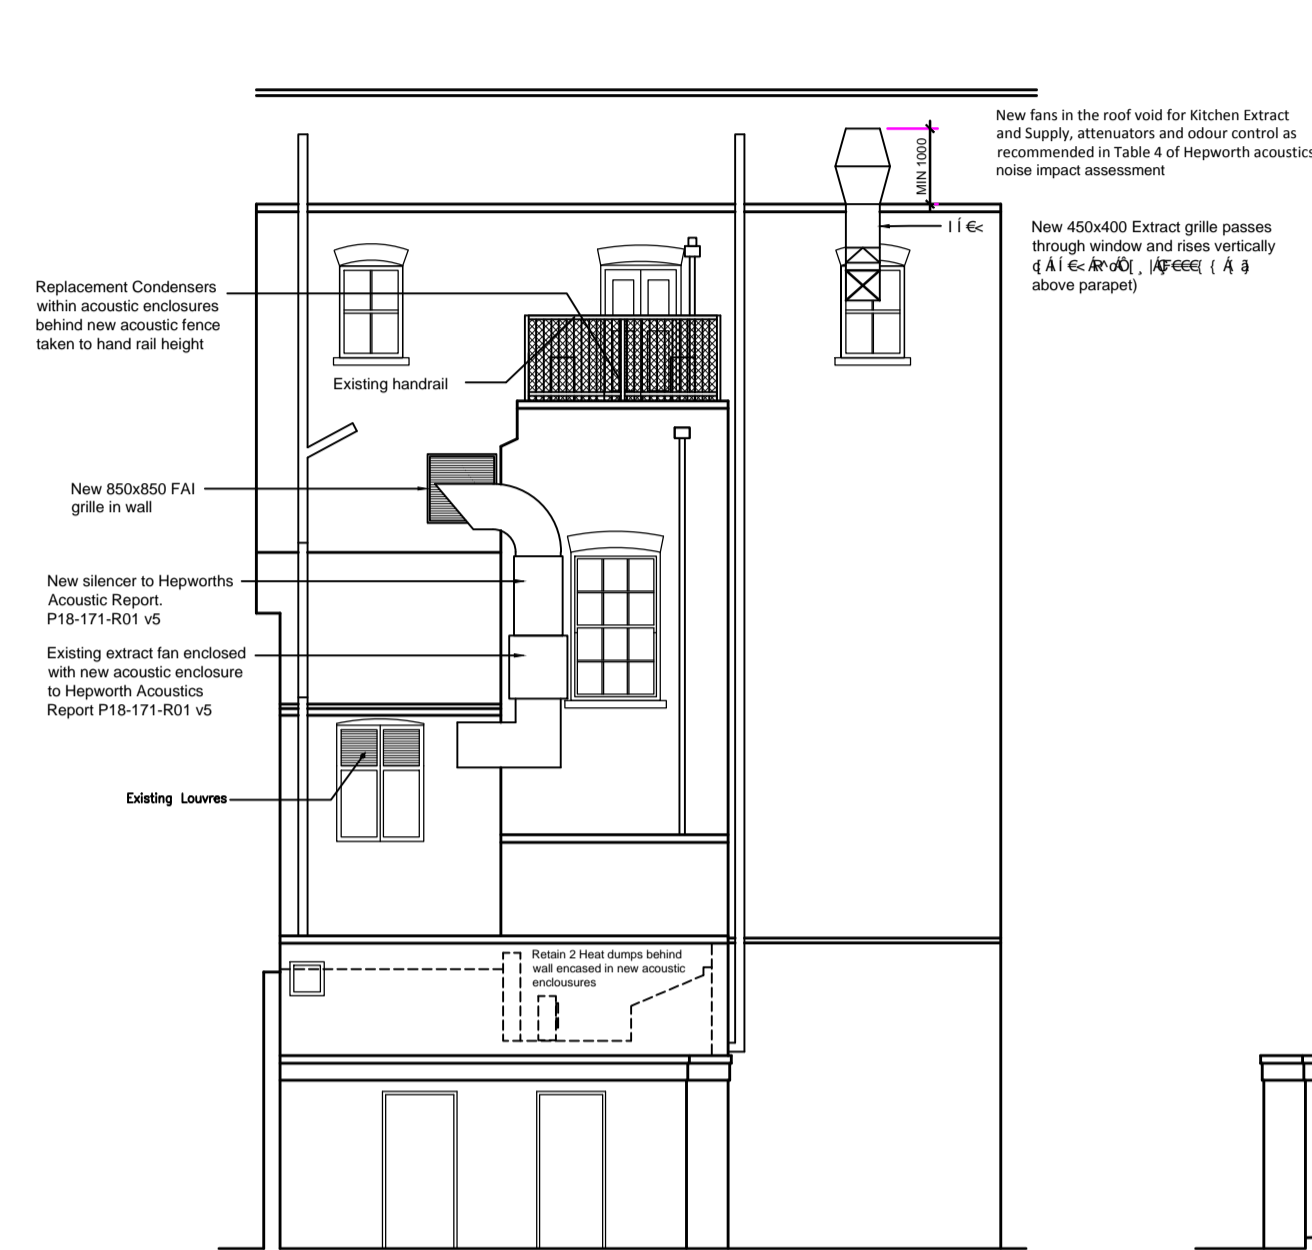 New fans in the roof void for Kitchen Extract
and Supply, attenuators and odour control as
recommended in Table 4 of Hepworth acoustics
noise impact assessment
MIN 1000
New 450x400 Extract grille passes
through window and rises vertically
above parapet)
Replacement Condensers
within acoustic enclosures
behind new acoustic fence
taken to hand rail height
Existing handrail
New 850x850 FAI
grille in wall
New silencer to Hepworths
Acoustic Report.
P18-171-R01 v5
Existing extract fan enclosed
with new acoustic enclosure
to Hepworth Acoustics
Report P18-171-R01 v5
Existing Louvres
Retain 2 Heat dumps behind
wall encased in new acoustic
enclousures